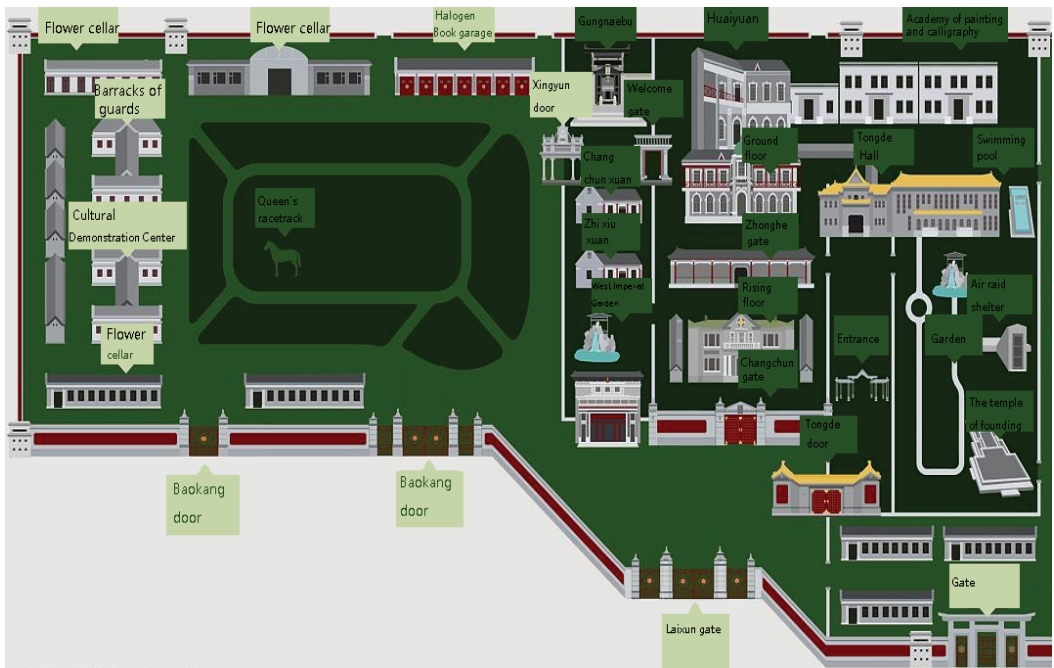 Flower cellar
Flower cellar
Halogen
Book garage
Gungnaebu
Huaiyuan
Academy of painting
and calligraphy
Barracks of
guards
Xingyun
door
Welcome
gate
Chang
chun xuan
Ground
floor
Tongde
Hall
Swimming
pool
Queen's
racetrack
Cultural
Demonstration Center
Zhi xiu
xuan
Zhonghe
gate
West Imperial
Garden
Rising
floor
Air raid
shelter
Flower
cellar
Changchun
gate
Entrance
Garden
The temple
of founding
Tongde
door
Baokang
door
Baokang
door
Laixun gate
Gate